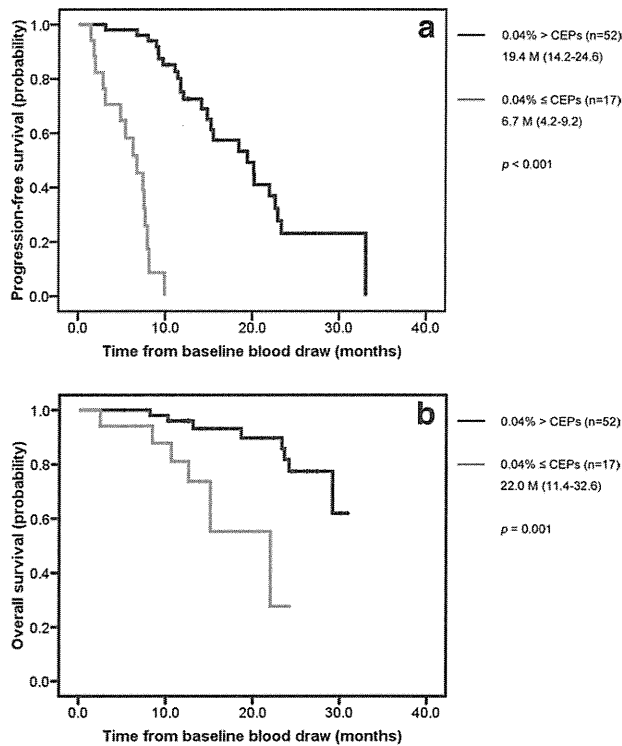 a
Progression-free survival (probability)
1.0
0.8
0.6
0.4
0.2
0.0
0.0 10.0 20.0 30.0 40.0
Time from baseline blood draw (months)
0.04% > CEPs (n=52)
19.4 M (14.2-24.6)
0.04% ≤ CEPs (n=17)
6.7 M (4.2-9.2)
p < 0.001
b
Overall survival (probability)
1.0
0.8
0.6
0.4
0.2
0.0
0.0 10.0 20.0 30.0 40.0
Time from baseline blood draw (months)
0.04% > CEPs (n=52)
0.04% ≤ CEPs (n=17)
22.0 M (11.4-32.6)
p = 0.001